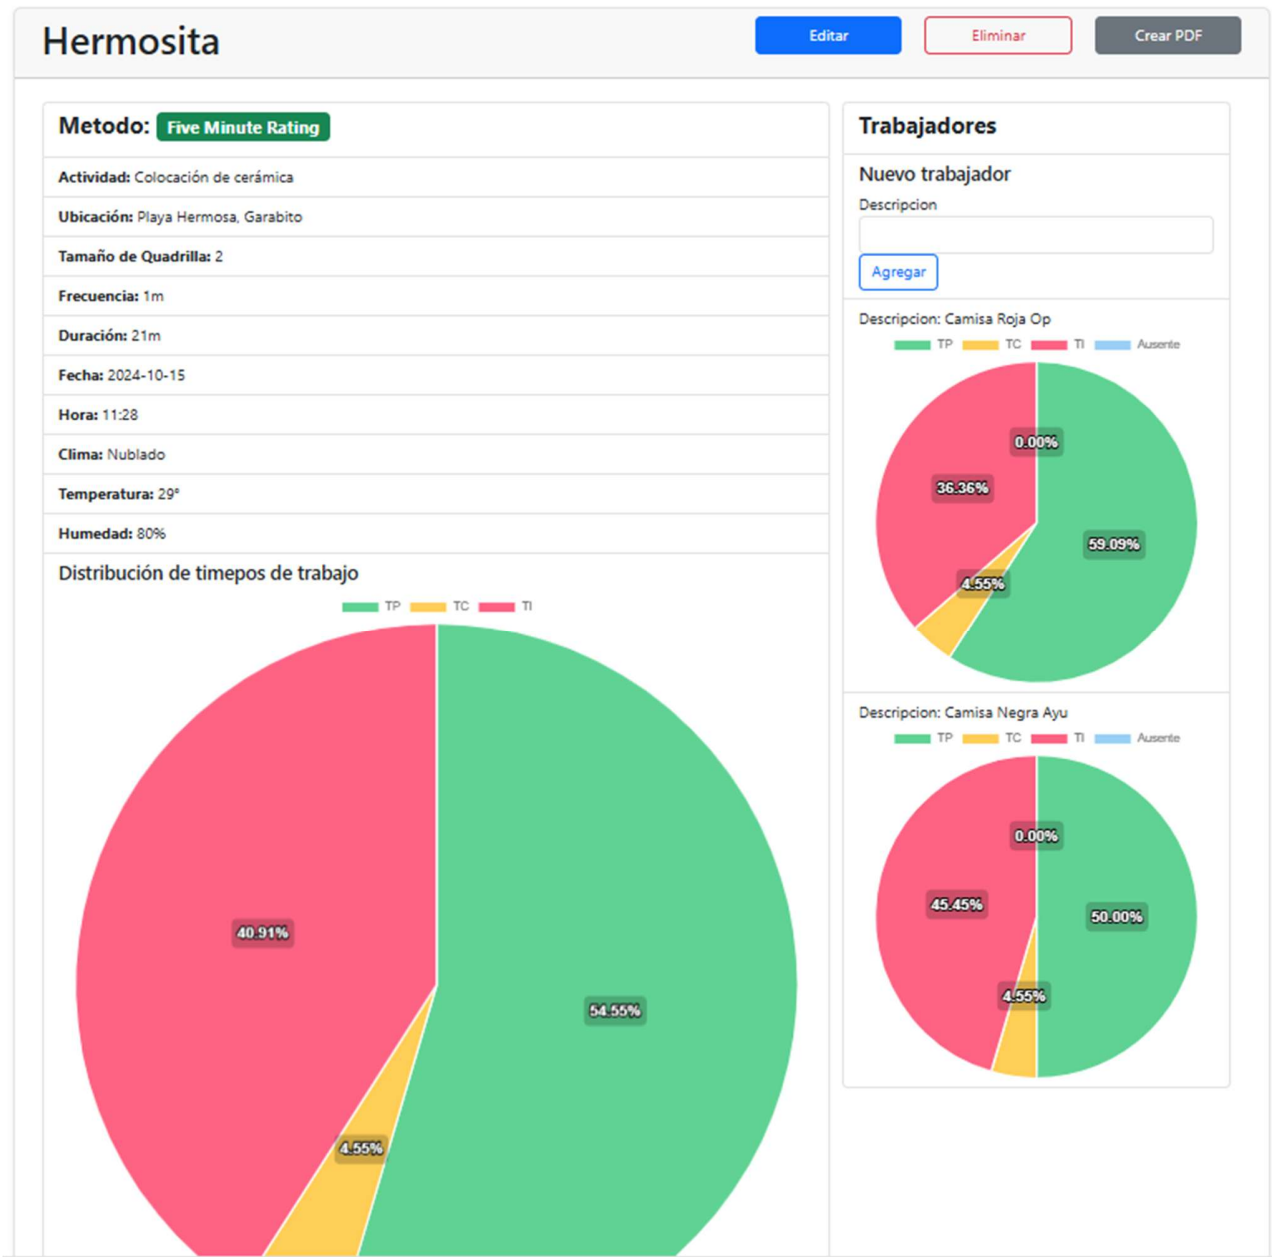 Hermosita
Editar
Eliminar
Crear PDF
Metodo: Five Minute Rating
Actividad: Colocación de cerámica
Ubicación: Playa Hermosa, Garabito
Tamaño de Quadrilla: 2
Frecuencia: 1m
Duración: 21m
Fecha: 2024-10-15
Hora: 11:28
Clima: Nublado
Temperatura: 29°
Humedad: 80%
Distribución de timepos de trabajo
TP TC TI
40.91%
54.55%
4.55%
Trabajadores
Nuevo trabajador
Descripcion
Agregar
Descripcion: Camisa Roja Op
TP TC TI Ausente
0.00%
36.36%
59.09%
4.55%
Descripcion: Camisa Negra Ayu
TP TC TI Ausente
0.00%
45.45%
50.00%
4.55%